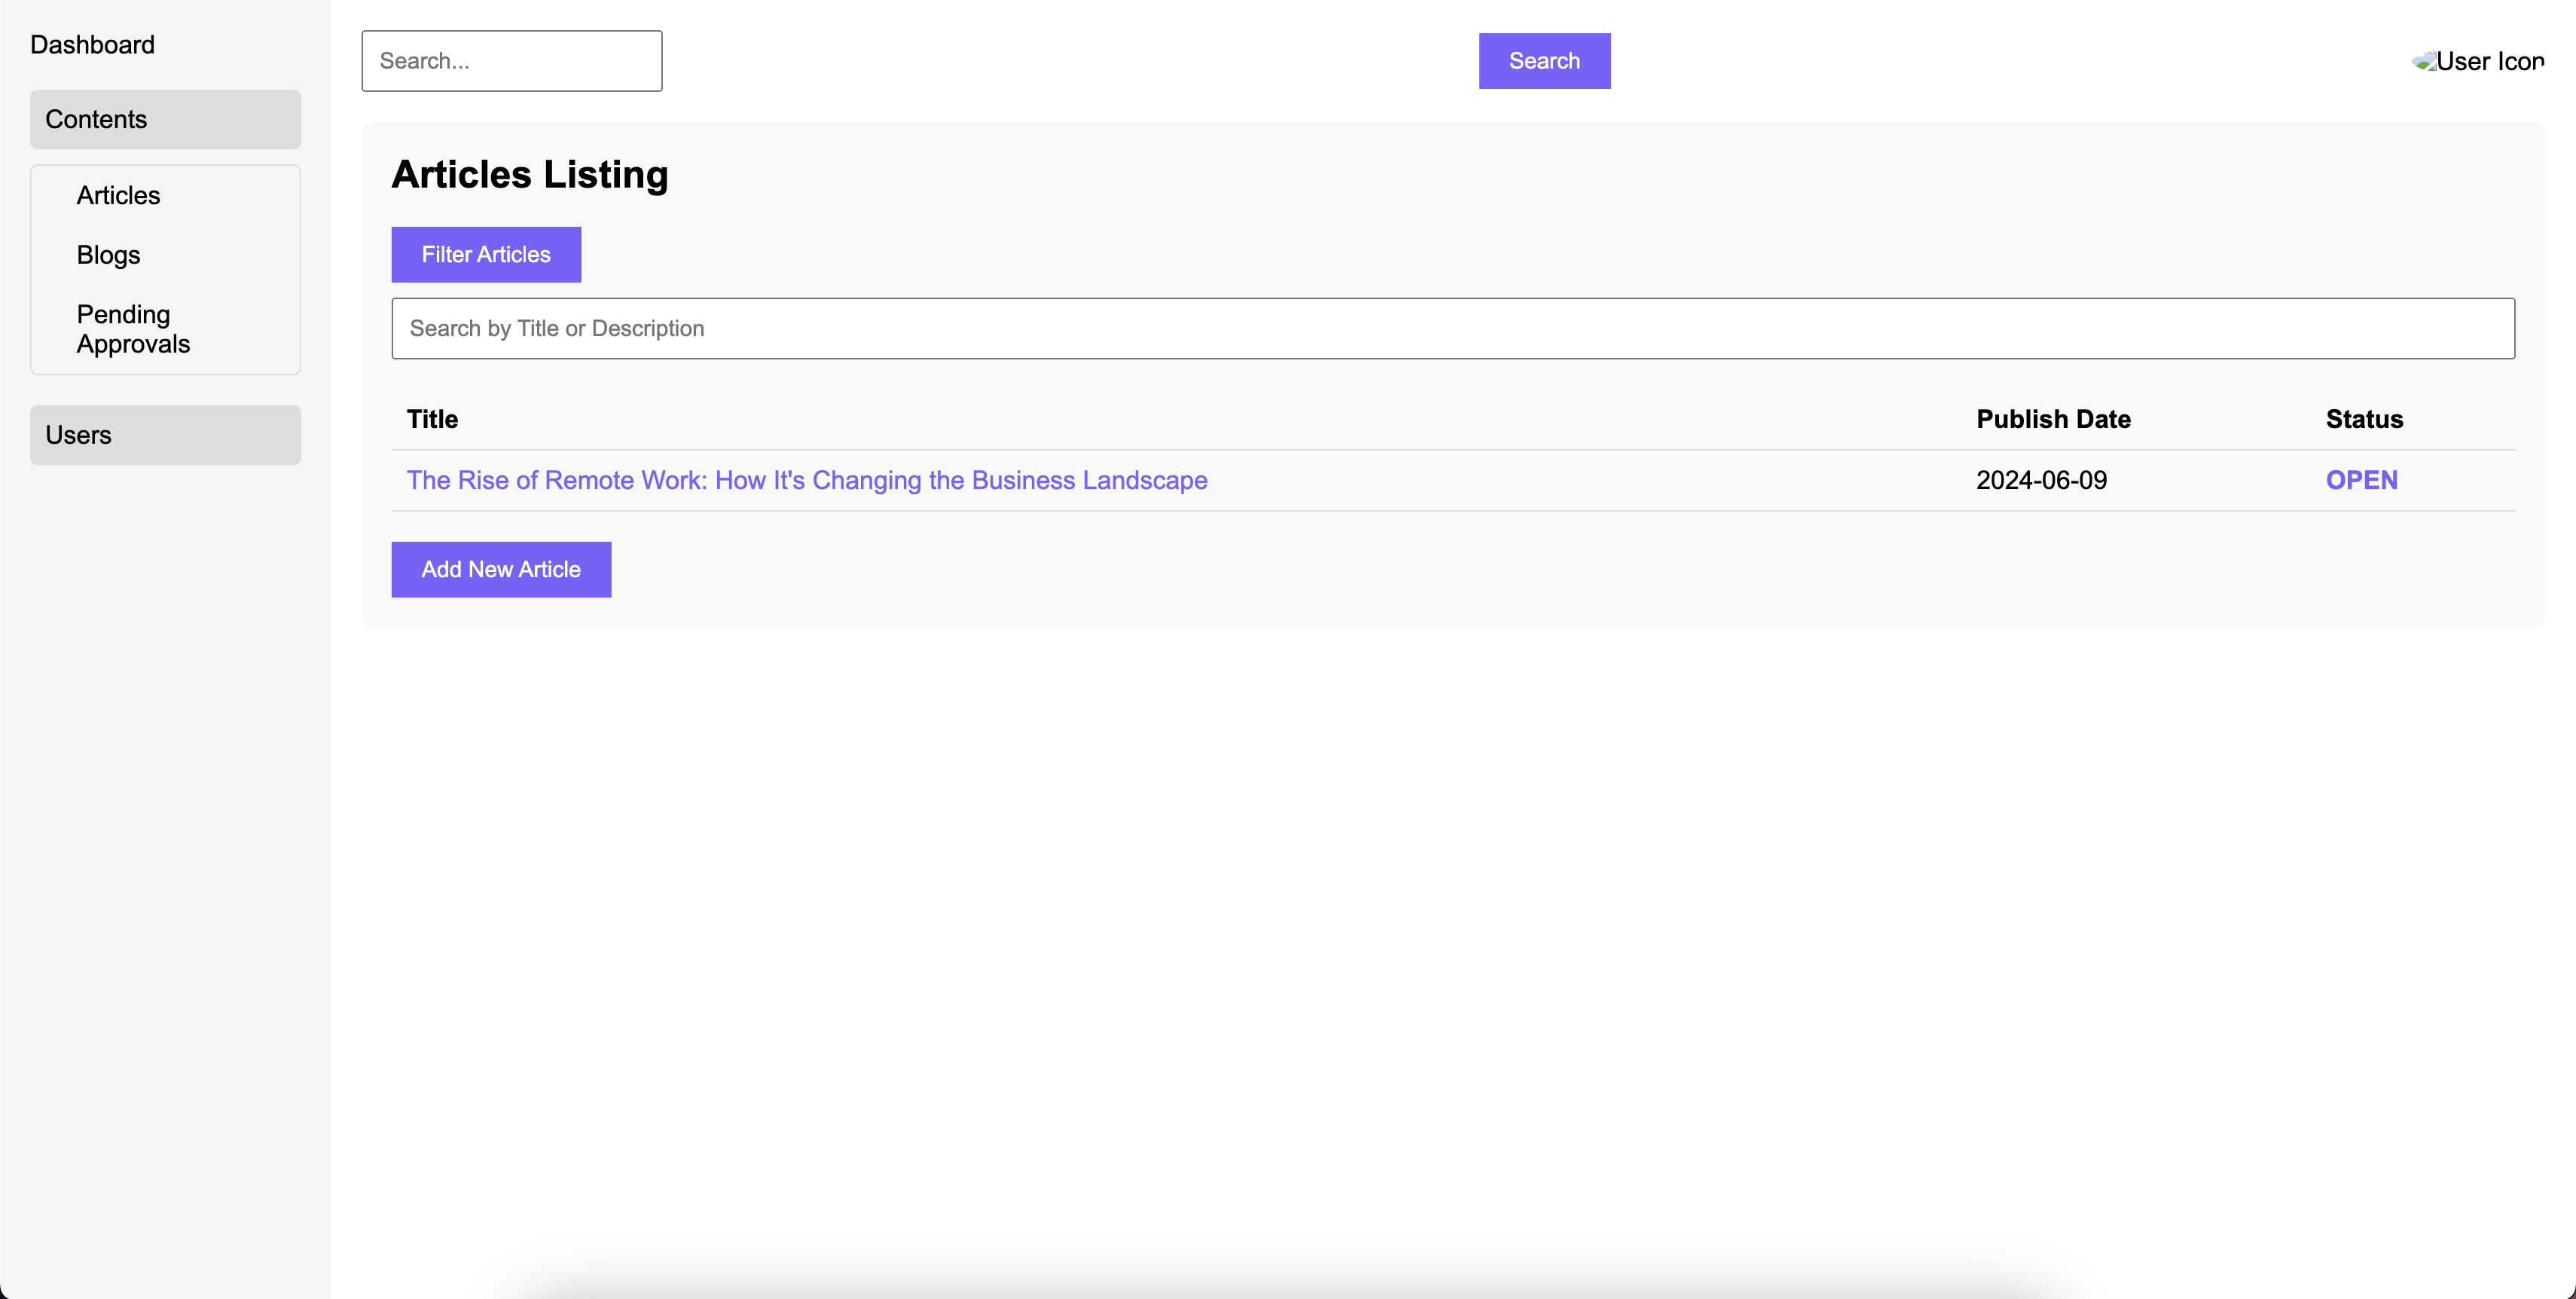 Dashboard
Contents
Articles
Blogs
Pending
Approvals
Users
Search...
Search
User Icon
Articles Listing
Filter Articles
Search by Title or Description
Title Publish Date Status
The Rise of Remote Work: How It's Changing the Business Landscape 2024-06-09 OPEN
Add New Article